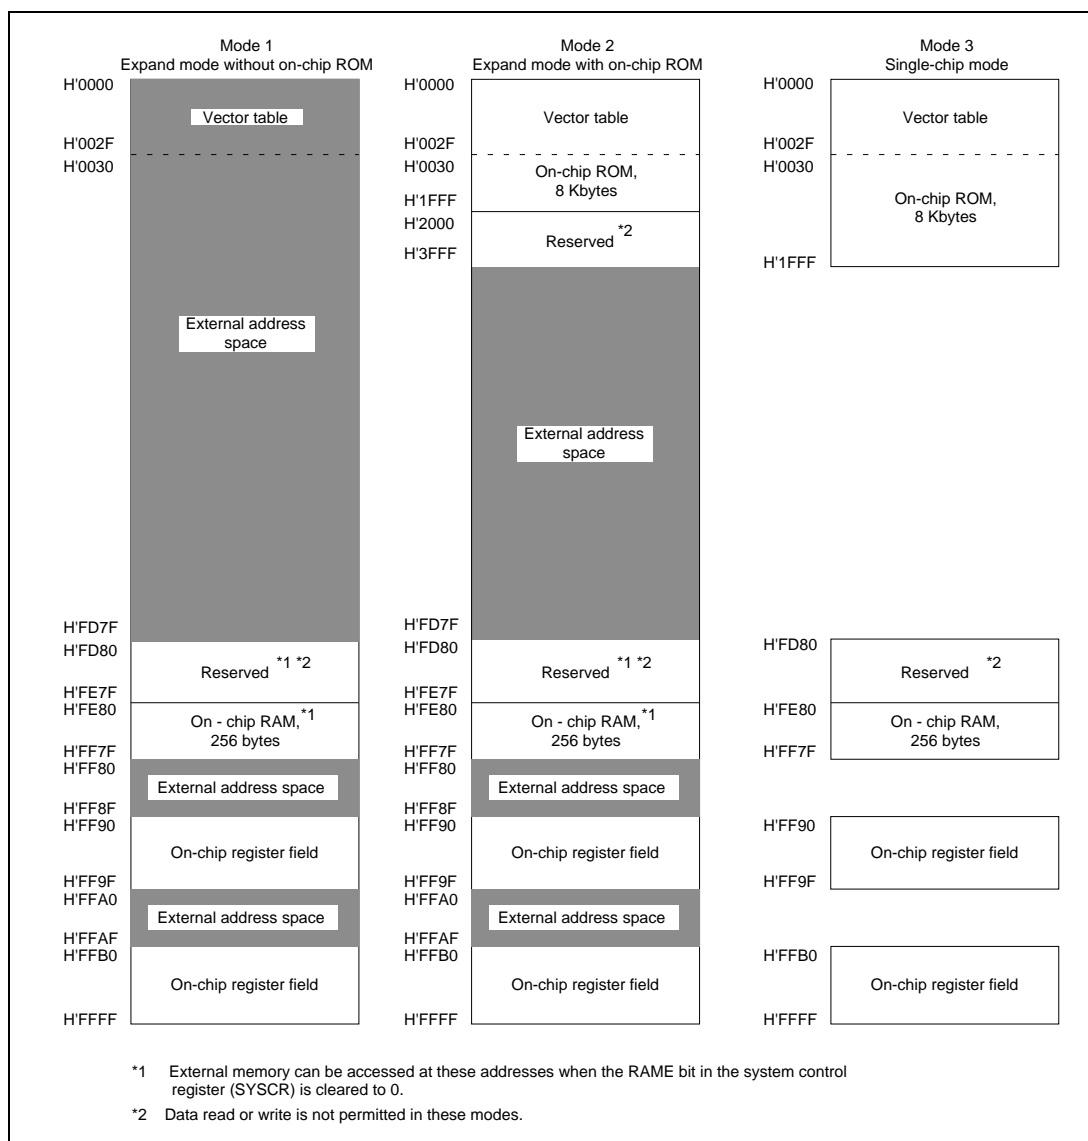 Mode 1
Expand mode without on-chip ROM
H'0000
Vector table
H'002F
H'0030
External address
space
H'FD7F
H'FD80
Reserved *1 *2
H'FE7F
H'FE80
On - chip RAM,*1
256 bytes
H'FF7F
H'FF80
External address space
H'FF8F
H'FF90
On-chip register field
H'FF9F
H'FFA0
External address space
H'FFAF
H'FFB0
On-chip register field
H'FFFF
Mode 2
Expand mode with on-chip ROM
H'0000
Vector table
H'002F
H'0030
On-chip ROM,
8 Kbytes
H'1FFF
H'2000
Reserved *2
H'3FFF
External address
space
H'FD7F
H'FD80
Reserved *1 *2
H'FE7F
H'FE80
On - chip RAM,*1
256 bytes
H'FF7F
H'FF80
External address space
H'FF8F
H'FF90
On-chip register field
H'FF9F
H'FFA0
External address space
H'FFAF
H'FFB0
On-chip register field
H'FFFF
Mode 3
Single-chip mode
H'0000
Vector table
H'002F
H'0030
On-chip ROM,
8 Kbytes
H'1FFF
H'FD80
Reserved *2
H'FE80
On - chip RAM,
256 bytes
H'FF7F
H'FF90
On-chip register field
H'FF9F
H'FFB0
On-chip register field
H'FFFF
*1 External memory can be accessed at these addresses when the RAME bit in the system control
register (SYSCR) is cleared to 0.
*2 Data read or write is not permitted in these modes.